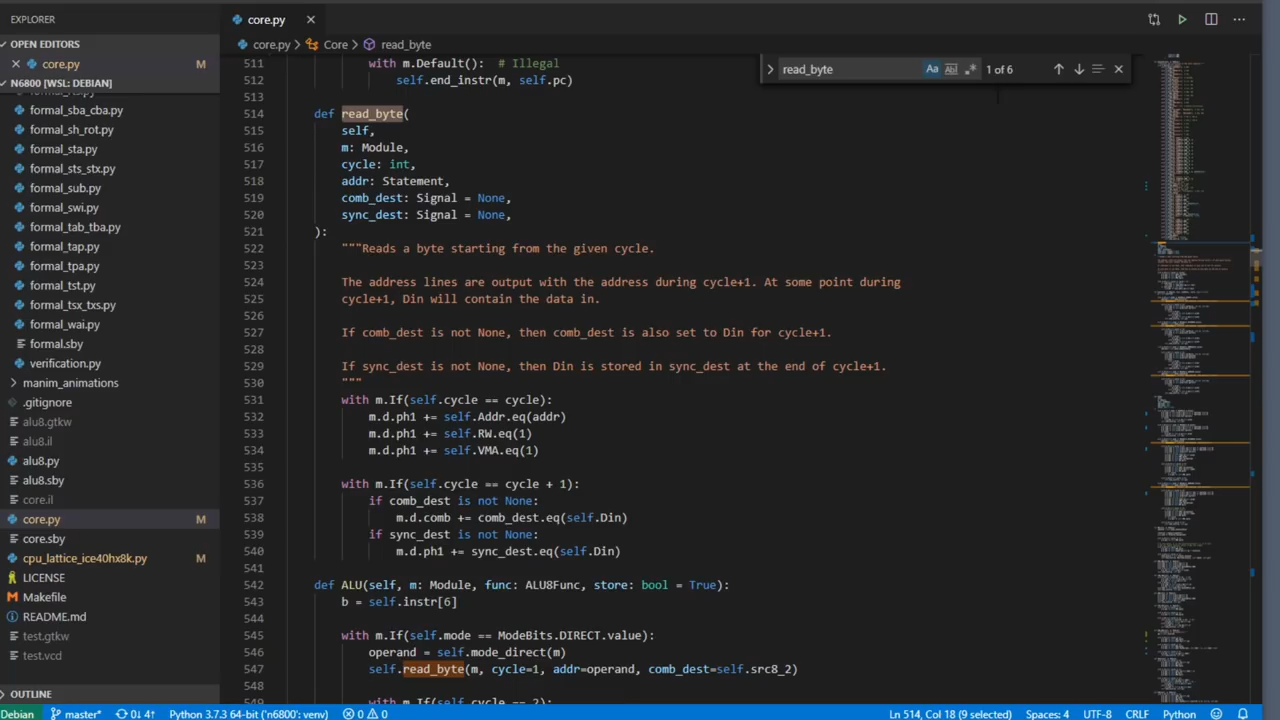 EXPLORER
core.py
OPEN EDITORS
core.py M
N6800 [WSL: DEBIAN]
formal_sba_cba.py
formal_sh_rot.py
formal_sta.py
formal_sts_stx.py
formal_sub.py
formal_swi.py
formal_tab_tba.py
formal_tap.py
formal_tpa.py
formal_tst.py
formal_tsx_txs.py
formal_wai.py
formal.sby
verification.py
manim_animations
.gitignore
alu8.gtkw
alu8.il
alu8.py
alu8.sby
core.il
core.py M
core.sby
cpu_lattice_ice40hx8k.py M
LICENSE
Makefile
README.md
test.gtkw
test.vcd
OUTLINE
core.py > Core > read_byte
read_byte Aa Ab| .* 1 of 6
511 with m.Default():  # Illegal
512 self.end_instr(m, self.pc)
513
514 def read_byte(
515 self,
516 m: Module,
517 cycle: int,
518 addr: Statement,
519 comb_dest: Signal = None,
520 sync_dest: Signal = None,
521 ):
522 """Reads a byte starting from the given cycle.
523
524 The address lines are output with the address during cycle+1. At some point during
525 cycle+1, Din will contain the data in.
526
527 If comb_dest is not None, then comb_dest is also set to Din for cycle+1.
528
529 If sync_dest is not None, then Din is stored in sync_dest at the end of cycle+1.
530 """
531 with m.If(self.cycle == cycle):
532 m.d.ph1 += self.Addr.eq(addr)
533 m.d.ph1 += self.RW.eq(1)
534 m.d.ph1 += self.VMA.eq(1)
535
536 with m.If(self.cycle == cycle + 1):
537 if comb_dest is not None:
538 m.d.comb += comb_dest.eq(self.Din)
539 if sync_dest is not None:
540 m.d.ph1 += sync_dest.eq(self.Din)
541
542 def ALU(self, m: Module, func: ALU8Func, store: bool = True):
543 b = self.instr[6]
544
545 with m.If(self.mode == ModeBits.DIRECT.value):
546 operand = self.mode_direct(m)
547 self.read_byte(m, cycle=1, addr=operand, comb_dest=self.src8_2)
548
549 with m.If(self.cycle == 2):
Debian master* 0↓ 4↑ Python 3.7.3 64-bit ('n6800': venv) 0 0 Ln 514, Col 18 (9 selected) Spaces: 4 UTF-8 CRLF Python